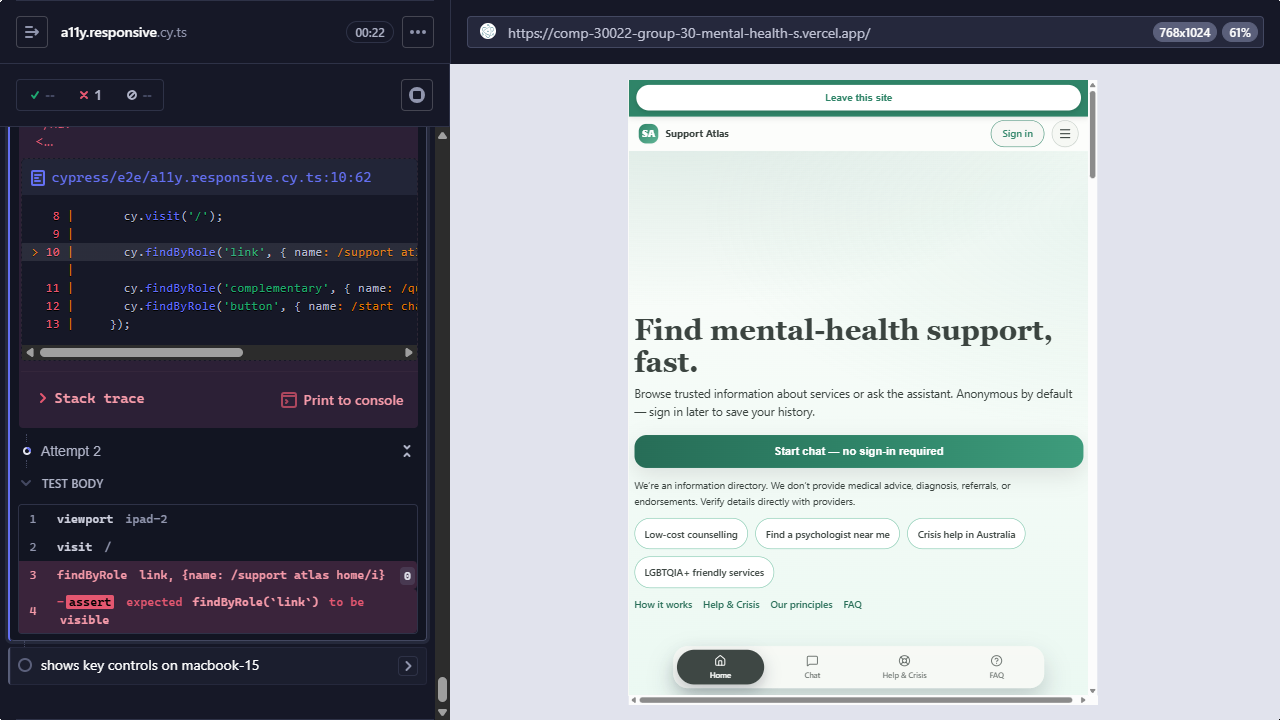 a11y.responsive.cy.ts
00:22
--
1
--
<...
cypress/e2e/a11y.responsive.cy.ts:10:62
8 | cy.visit('/');
9 |
> 10 | cy.findByRole('link', { name: /support at
|
11 | cy.findByRole('complementary', { name: /q
12 | cy.findByRole('button', { name: /start ch
13 | });
Stack trace
Print to console
Attempt 2
TEST BODY
1 viewport ipad-2
2 visit /
3 findByRole link, {name: /support atlas home/i} 0
4 -assert expected findByRole(`link`) to be
visible
shows key controls on macbook-15
https://comp-30022-group-30-mental-health-s.vercel.app/
768x1024
61%
Leave this site
SA Support Atlas
Sign in
Find mental-health support,
fast.
Browse trusted information about services or ask the assistant. Anonymous by default
— sign in later to save your history.
Start chat — no sign-in required
We're an information directory. We don't provide medical advice, diagnosis, referrals, or
endorsements. Verify details directly with providers.
Low-cost counselling
Find a psychologist near me
Crisis help in Australia
LGBTQIA+ friendly services
How it works Help & Crisis Our principles FAQ
Home
Chat
Help & Crisis
FAQ